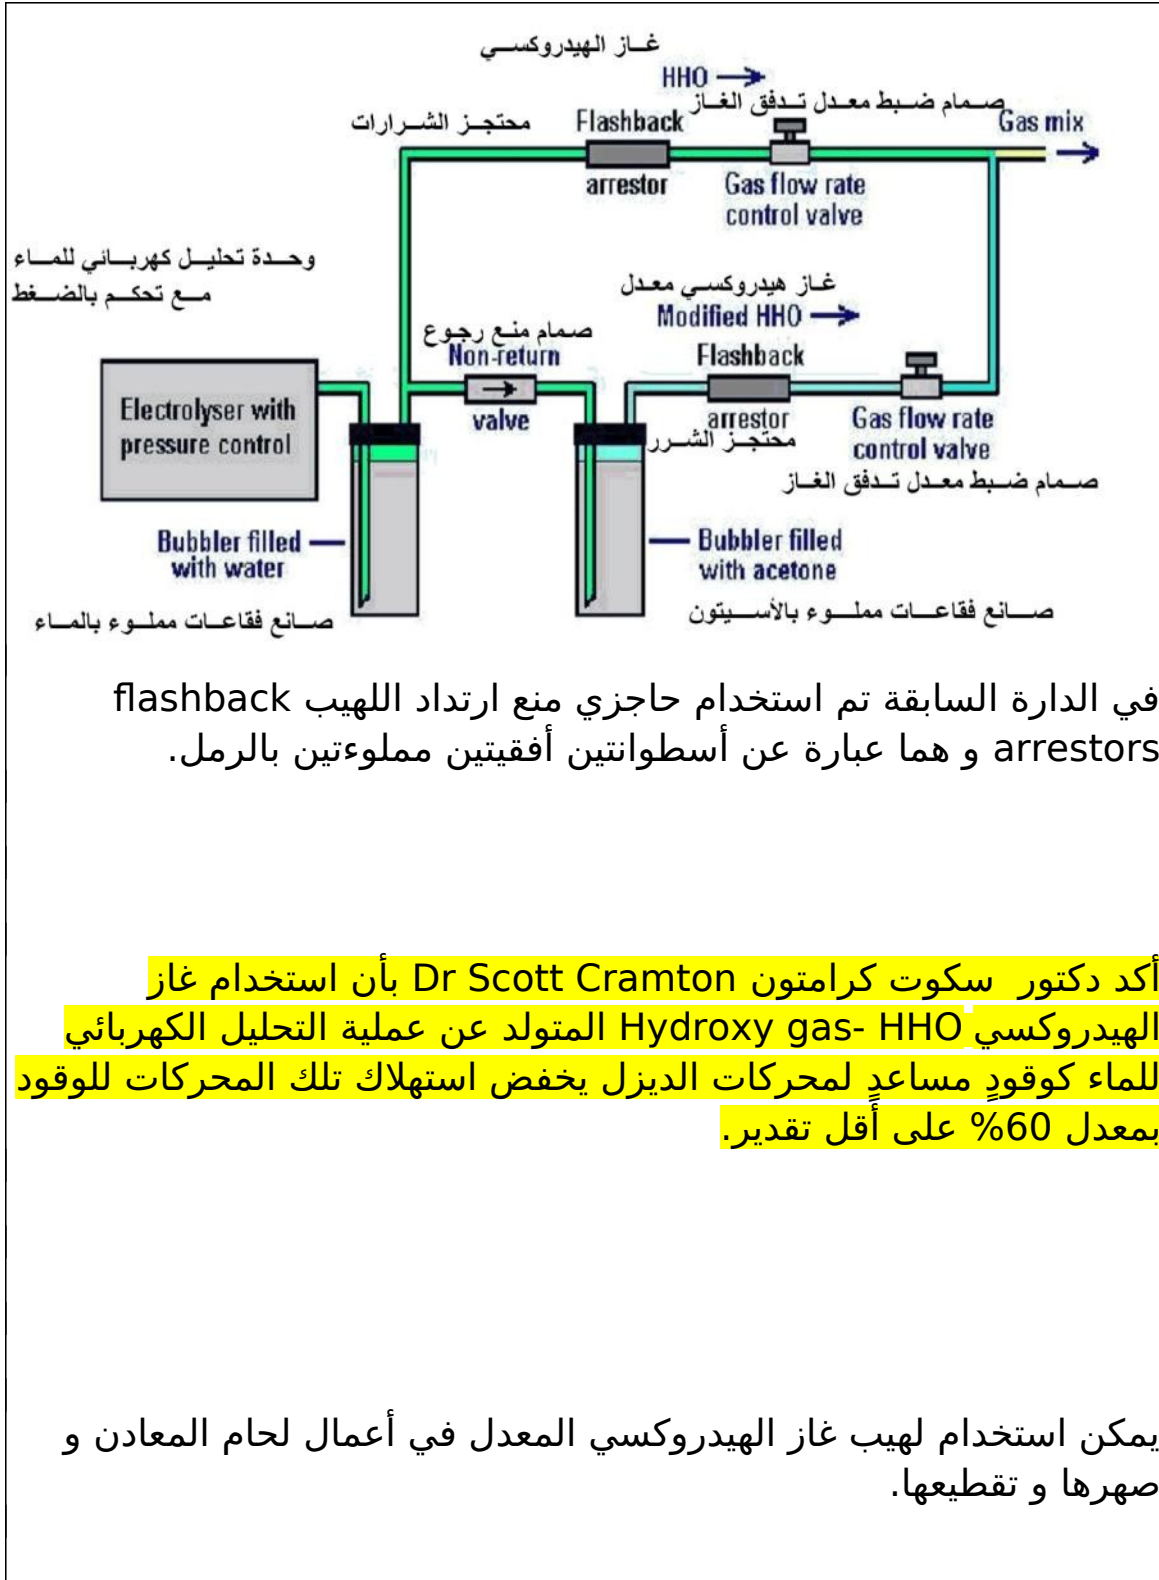 غـاز الهيدروكسـي
HHO
صـمام ضـبط معـدل تـدفق الغـاز
محتجـز الشـرارات
Flashback
Gas mix
arrestor
Gas flow rate
control valve
وحـدة تحليـل كهربـائي للمـاء
مـع تحكـم بالضـغط
غـاز هيدروكسـي معـدل
Modified HHO
صـمام منـع رجـوع
Non-return
Flashback
Electrolyser with
pressure control
valve
arrestor
محتجـز الشـرر
Gas flow rate
control valve
صـمام ضـبط معـدل تـدفق الغـاز
Bubbler filled
with water
Bubbler filled
with acetone
صـانع فقاعـات مملـوء بالمـاء
صـانع فقاعـات مملـوء بالأسـيتون
في الدارة السابقة تم استخدام حاجزي منع ارتداد اللهيب flashback
arrestors و هما عبارة عن أسطوانتين أفقيتين مملوءتين بالرمل.
أكد دكتور سكوت كرامتون Dr Scott Cramton بأن استخدام غاز
الهيدروكسي Hydroxy gas- HHO المتولد عن عملية التحليل الكهربائي
للماء كوقودٍ مساعدٍ لمحركات الديزل يخفض استهلاك تلك المحركات للوقود
بمعدل 60% على أقل تقدير.
يمكن استخدام لهيب غاز الهيدروكسي المعدل في أعمال لحام المعادن و
صهرها و تقطيعها.